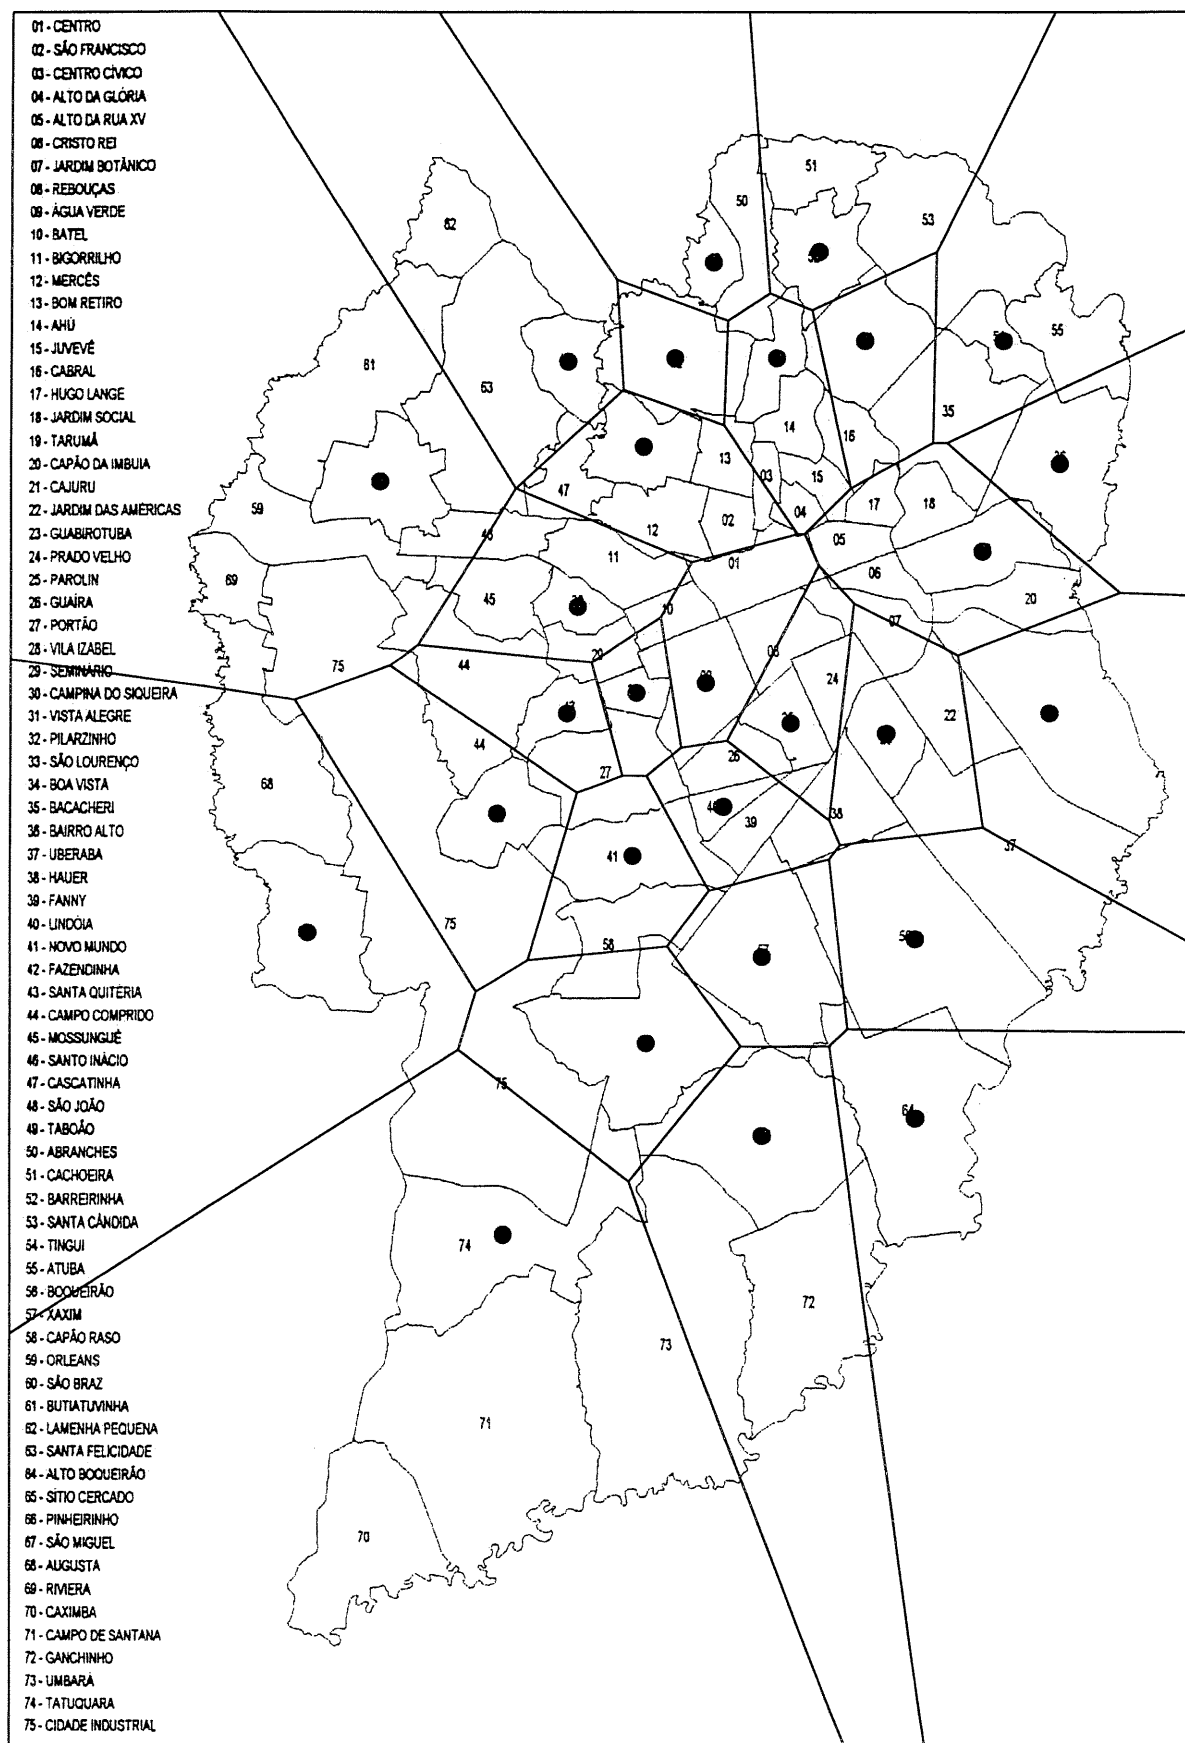 01 - CENTRO
02 - SÃO FRANCISCO
03 - CENTRO CÍVICO
04 - ALTO DA GLÓRIA
05 - ALTO DA RUA XV
06 - CRISTO REI
07 - JARDIM BOTÂNICO
08 - REBOUÇAS
09 - ÁGUA VERDE
10 - BATEL
11 - BIGORRILHO
12 - MERCÊS
13 - BOM RETIRO
14 - AHÚ
15 - JUVEVÊ
16 - CABRAL
17 - HUGO LANGE
18 - JARDIM SOCIAL
19 - TARUMÃ
20 - CAPÃO DA IMBUIA
21 - CAJURU
22 - JARDIM DAS AMÉRICAS
23 - GUABIROTUBA
24 - PRADO VELHO
25 - PAROLIN
26 - GUAÍRA
27 - PORTÃO
28 - VILA IZABEL
29 - SEMINÁRIO
30 - CAMPINA DO SIQUEIRA
31 - VISTA ALEGRE
32 - PILARZINHO
33 - SÃO LOURENÇO
34 - BOA VISTA
35 - BACACHERI
36 - BAIRRO ALTO
37 - UBERABA
38 - HAUER
39 - FANNY
40 - LINDÓIA
41 - NOVO MUNDO
42 - FAZENDINHA
43 - SANTA QUITÉRIA
44 - CAMPO COMPRIDO
45 - MOSSUNGUÊ
46 - SANTO INÁCIO
47 - CASCATINHA
48 - SÃO JOÃO
49 - TABOÃO
50 - ABRANCHES
51 - CACHOEIRA
52 - BARREIRINHA
53 - SANTA CÂNDIDA
54 - TINGUI
55 - ATUBA
56 - BOQUEIRÃO
57 - XAXIM
58 - CAPÃO RASO
59 - ORLEANS
60 - SÃO BRAZ
61 - BUTIATUVINHA
62 - LAMENHA PEQUENA
63 - SANTA FELICIDADE
64 - ALTO BOQUEIRÃO
65 - SÍTIO CERCADO
66 - PINHEIRINHO
67 - SÃO MIGUEL
68 - AUGUSTA
69 - RIVIERA
70 - CAXIMBA
71 - CAMPO DE SANTANA
72 - GANCHINHO
73 - UMBARÁ
74 - TATUQUARA
75 - CIDADE INDUSTRIAL
51
50
53
62
55
61
63
35
14
16
13
03
15
47
17
18
59
12
02
04
46
05
11
01
06
69
45
20
10
07
29
75
44
24
22
44
27
26
68
39
38
37
41
75
58
75
64
74
72
73
71
70